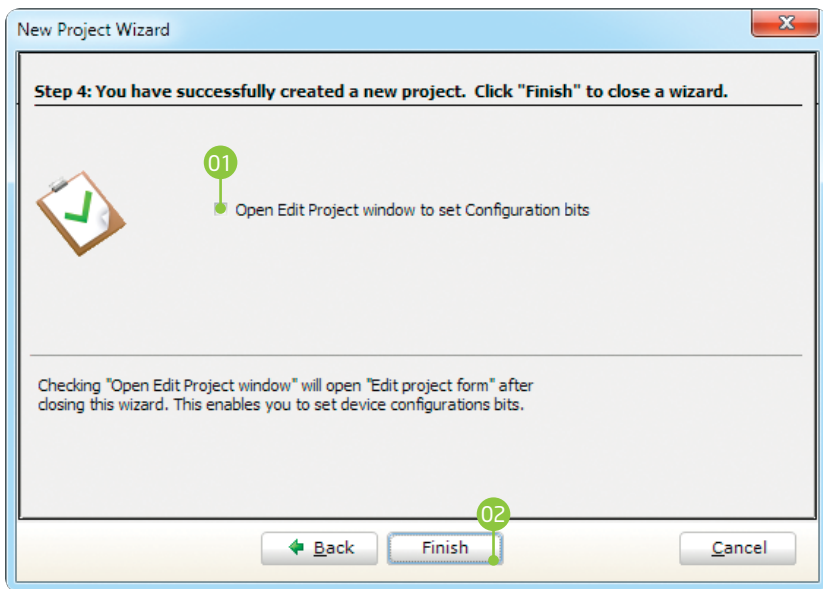 New Project Wizard
X
Step 4: You have successfully created a new project. Click "Finish" to close a wizard.
01
Open Edit Project window to set Configuration bits
Checking "Open Edit Project window" will open "Edit project form" after
closing this wizard. This enables you to set device configurations bits.
02
Back Finish Cancel